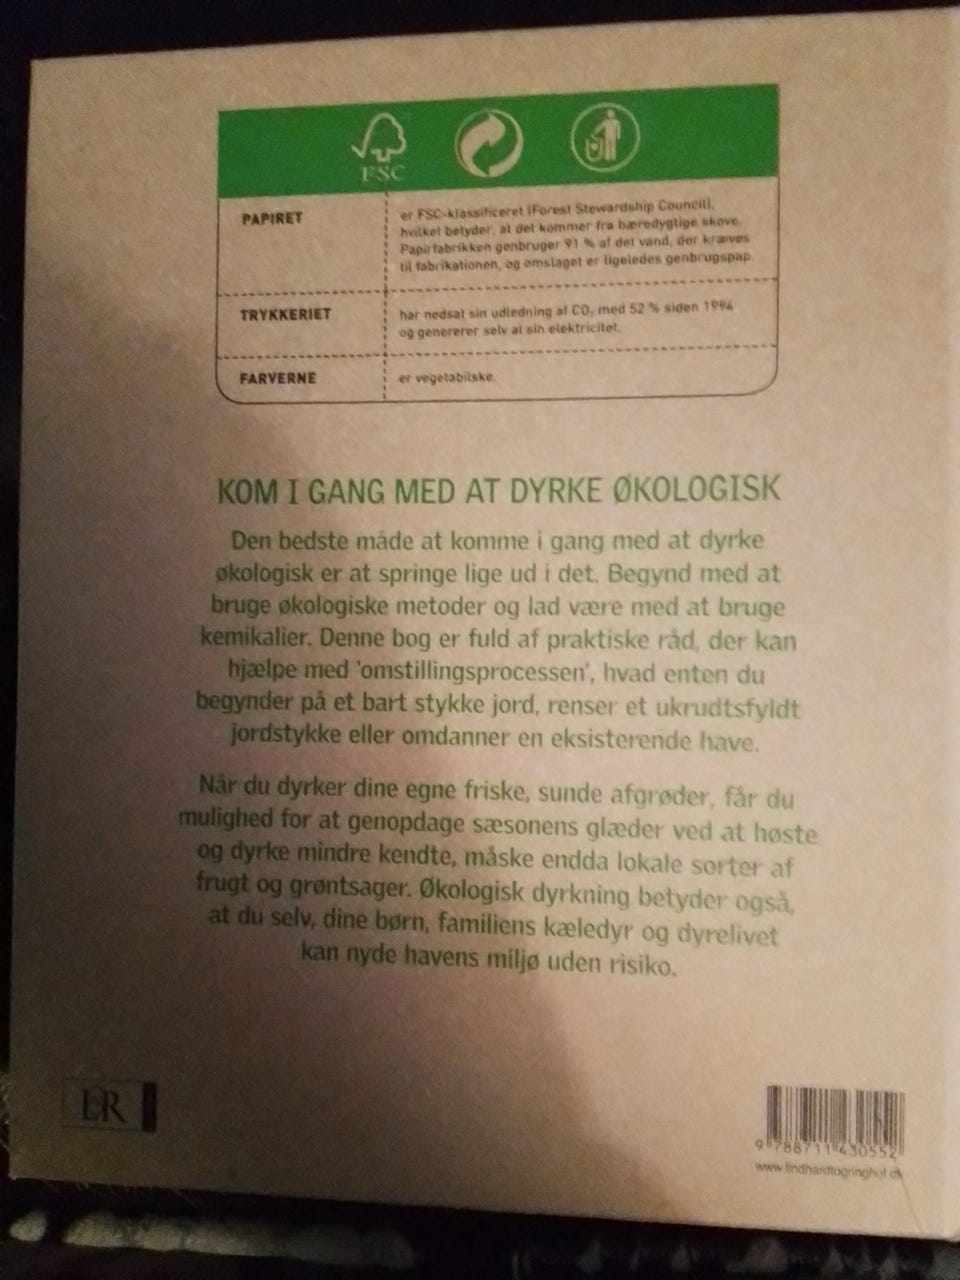 FSC
PAPIRET
er FSC-klassificeret (Forest Stewardship Council),
hvilket betyder, at det kommer fra bæredygtige skove.
Papirfabrikken genbruger 91 % af det vand, der kræves
til fabrikationen, og omslaget er ligeledes genbrugspap.
TRYKKERIET
har nedsat sin udledning af CO₂ med 52 % siden 1994
og genererer selv al sin elektricitet.
FARVERNE
er vegetabilske.
KOM I GANG MED AT DYRKE ØKOLOGISK
Den bedste måde at komme i gang med at dyrke
økologisk er at springe lige ud i det. Begynd med at
bruge økologiske metoder og lad være med at bruge
kemikalier. Denne bog er fuld af praktiske råd, der kan
hjælpe med 'omstillingsprocessen', hvad enten du
begynder på et bart stykke jord, renser et ukrudtsfyldt
jordstykke eller omdanner en eksisterende have.
Når du dyrker dine egne friske, sunde afgrøder, får du
mulighed for at genopdage sæsonens glæder ved at høste
og dyrke mindre kendte, måske endda lokale sorter af
frugt og grøntsager. Økologisk dyrkning betyder også,
at du selv, dine børn, familiens kæledyr og dyrelivet
kan nyde havens miljø uden risiko.
L&R
9 788711 430552
www.lindhardtogringhof.dk